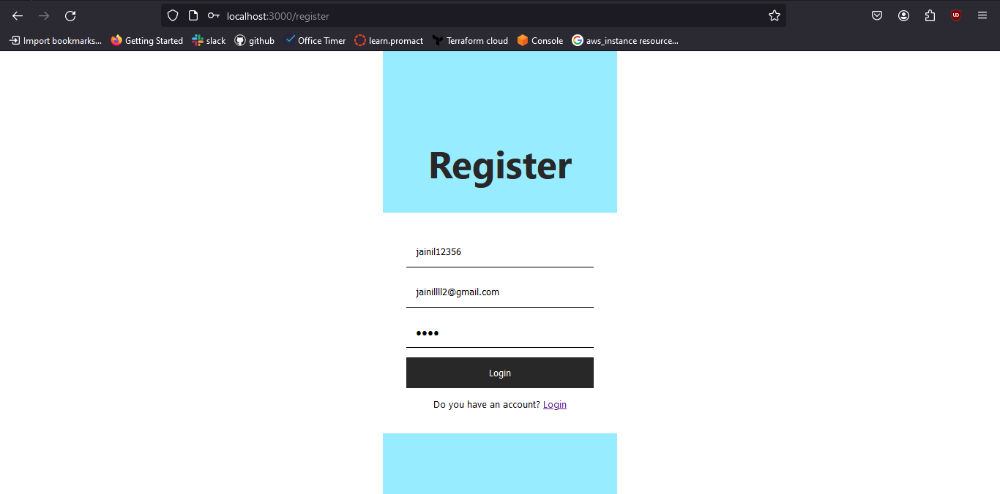 localhost:3000/register
Import bookmarks... Getting Started slack github Office Timer learn.promact Terraform cloud Console aws_instance resource...
Register
jainil12356
jainillll2@gmail.com
••••
Login
Do you have an account? Login